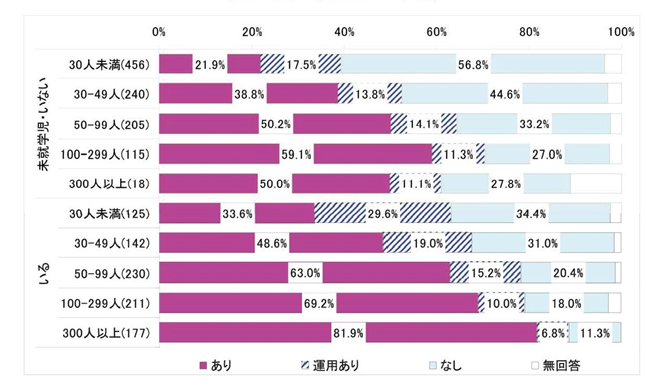 0% 20% 40% 60% 80% 100%
未就学児・いない
30人未満(456) 21.9% 17.5% 56.8%
30-49人(240) 38.8% 13.8% 44.6%
50-99人(205) 50.2% 14.1% 33.2%
100-299人(115) 59.1% 11.3% 27.0%
300人以上(18) 50.0% 11.1% 27.8%
いる
30人未満(125) 33.6% 29.6% 34.4%
30-49人(142) 48.6% 19.0% 31.0%
50-99人(230) 63.0% 15.2% 20.4%
100-299人(211) 69.2% 10.0% 18.0%
300人以上(177) 81.9% 6.8% 11.3%
あり 運用あり なし 無回答